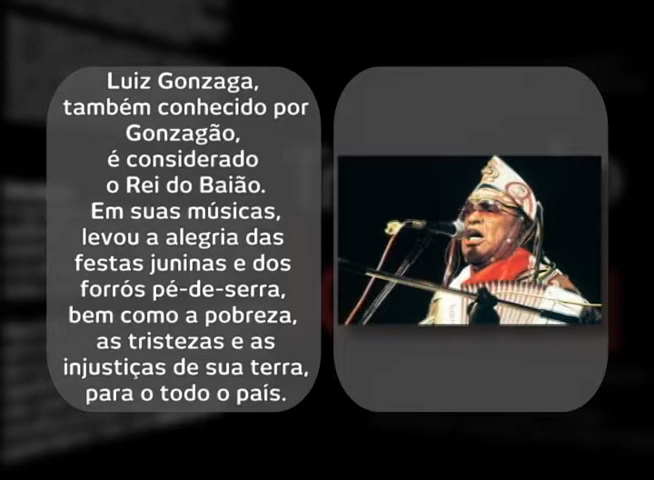 Luiz Gonzaga,
também conhecido por
Gonzagão,
é considerado
o Rei do Baião.
Em suas músicas,
levou a alegria das
festas juninas e dos
forrós pé-de-serra,
bem como a pobreza,
as tristezas e as
injustiças de sua terra,
para o todo o país.